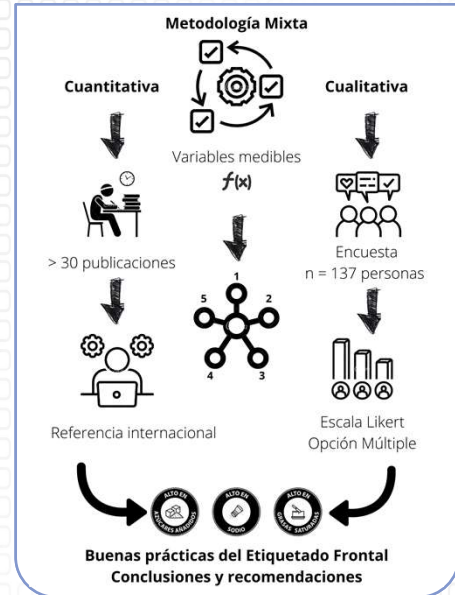 Metodología Mixta
Cuantitativa
Cualitativa
Variables medibles
f(x)
> 30 publicaciones
Encuesta
n = 137 personas
1
5
2
4
3
Referencia internacional
Escala Likert
Opción Múltiple
ALTO EN
AZÚCARES AÑADIDOS
ALTO EN
SODIO
ALTO EN
GRASAS SATURADAS
Buenas prácticas del Etiquetado Frontal
Conclusiones y recomendaciones